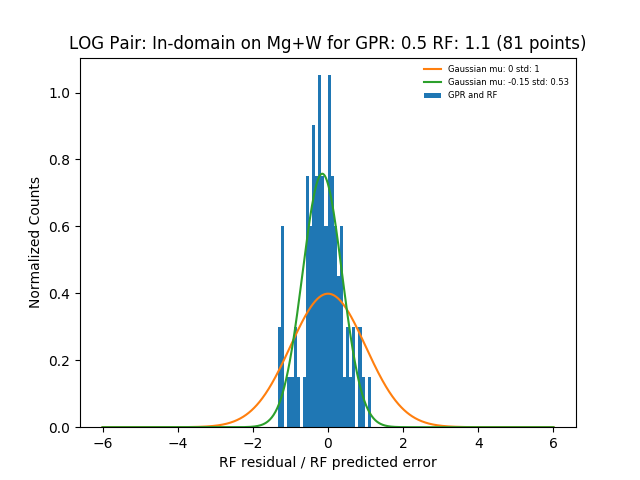 LOG Pair: In-domain on Mg+W for GPR: 0.5 RF: 1.1 (81 points)
Gaussian mu: 0 std: 1
Gaussian mu: -0.15 std: 0.53
GPR and RF
Normalized Counts
1.0
0.8
0.6
0.4
0.2
0.0
−6 −4 −2 0 2 4 6
RF residual / RF predicted error